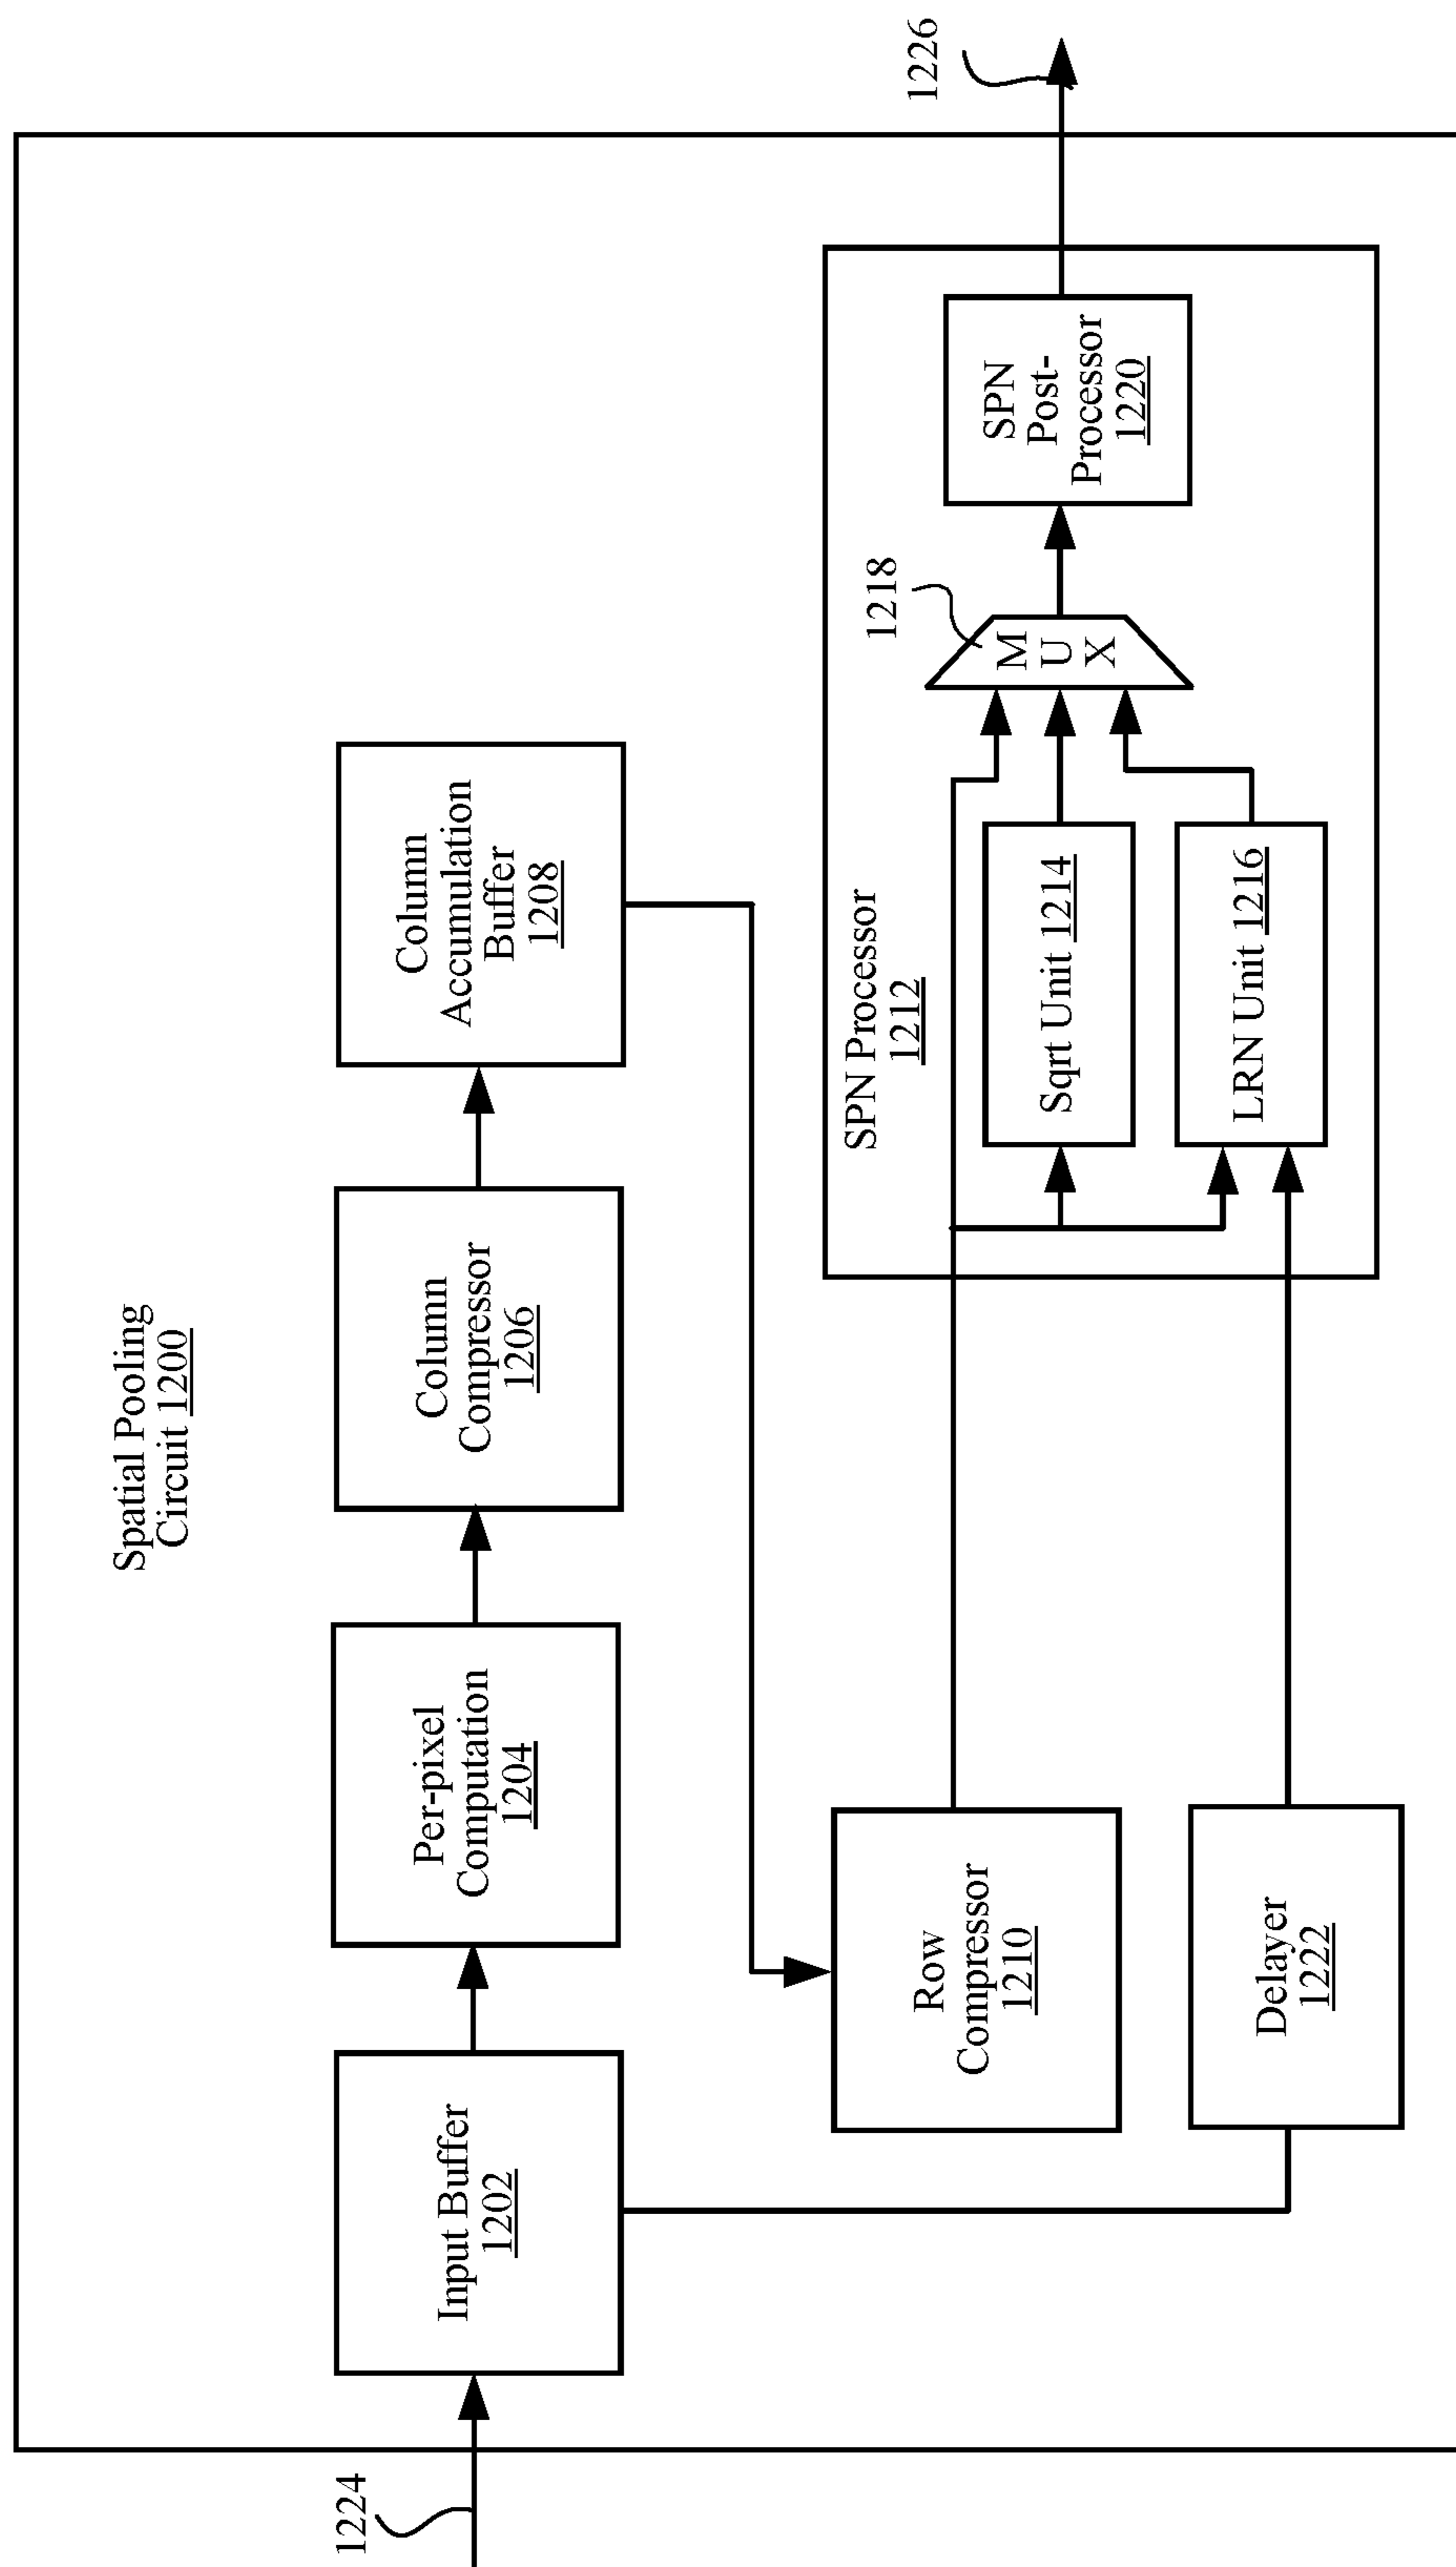 Spatial Pooling
Circuit 1200
1224
Input Buffer
1202
Per-pixel
Computation
1204
Column
Compressor
1206
Column
Accumulation
Buffer
1208
Row
Compressor
1210
Delayer
1222
SPN Processor
1212
Sqrt Unit 1214
LRN Unit 1216
1218
M
U
X
SPN
Post-
Processor
1220
1226